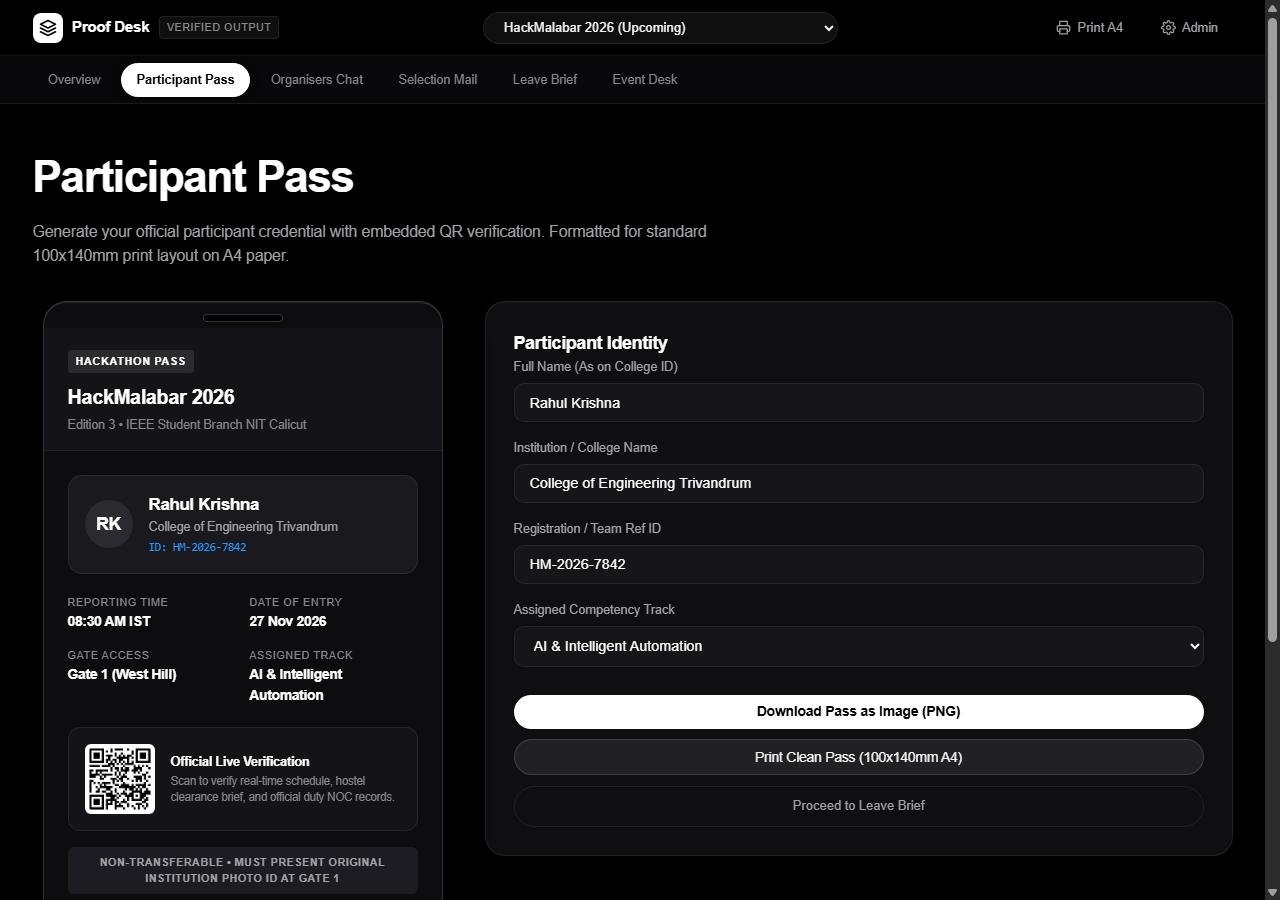 Proof Desk
VERIFIED OUTPUT
HackMalabar 2026 (Upcoming)
Print A4
Admin
Overview
Participant Pass
Organisers Chat
Selection Mail
Leave Brief
Event Desk
Participant Pass
Generate your official participant credential with embedded QR verification. Formatted for standard
100x140mm print layout on A4 paper.
HACKATHON PASS
HackMalabar 2026
Edition 3 • IEEE Student Branch NIT Calicut
RK
Rahul Krishna
College of Engineering Trivandrum
ID: HM-2026-7842
REPORTING TIME
08:30 AM IST
DATE OF ENTRY
27 Nov 2026
GATE ACCESS
Gate 1 (West Hill)
ASSIGNED TRACK
AI & Intelligent
Automation
Official Live Verification
Scan to verify real-time schedule, hostel
clearance brief, and official duty NOC records.
NON-TRANSFERABLE • MUST PRESENT ORIGINAL
INSTITUTION PHOTO ID AT GATE 1
Participant Identity
Full Name (As on College ID)
Rahul Krishna
Institution / College Name
College of Engineering Trivandrum
Registration / Team Ref ID
HM-2026-7842
Assigned Competency Track
AI & Intelligent Automation
Download Pass as Image (PNG)
Print Clean Pass (100x140mm A4)
Proceed to Leave Brief